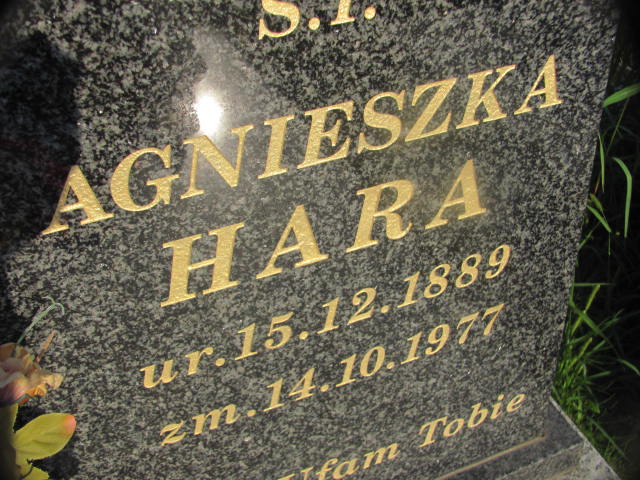 Ś.P.
AGNIESZKA
HARA
ur.15.12.1889
zm.14.10.1977
Ufam Tobie